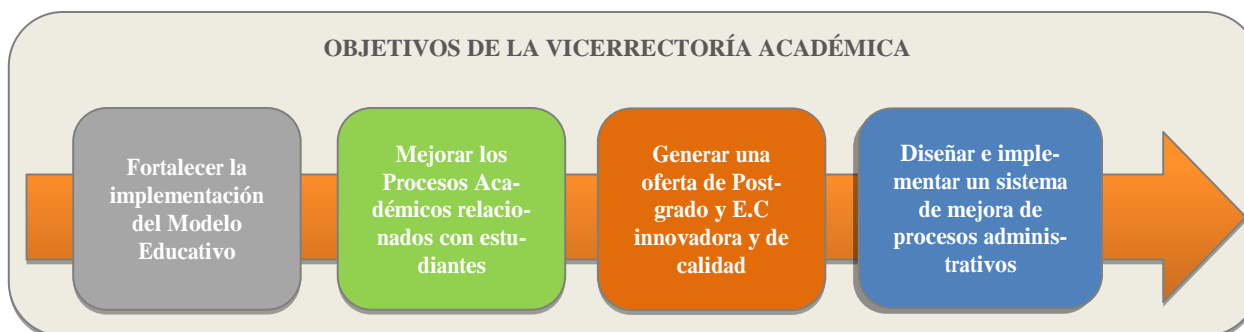 OBJETIVOS DE LA VICERRECTORÍA ACADÉMICA
Fortalecer la
implementación
del Modelo
Educativo
Mejorar los
Procesos Aca-
démicos relacio-
nados con estu-
diantes
Generar una
oferta de Post-
grado y E.C
innovadora y de
calidad
Diseñar e imple-
mentar un sistema
de mejora de
procesos adminis-
trativos